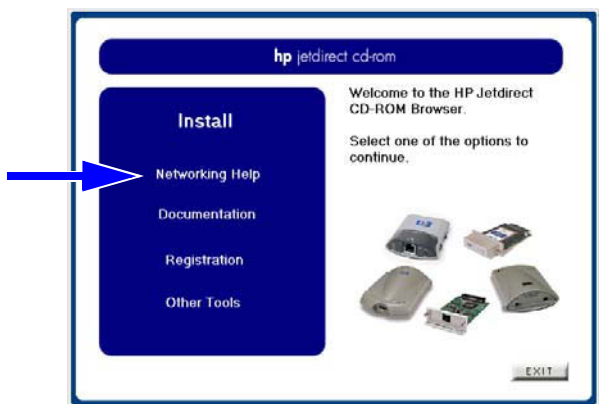 hp jetdirect cd-rom
Install
Networking Help
Documentation
Registration
Other Tools
Welcome to the HP Jetdirect
CD-ROM Browser.
Select one of the options to
continue.
EXIT